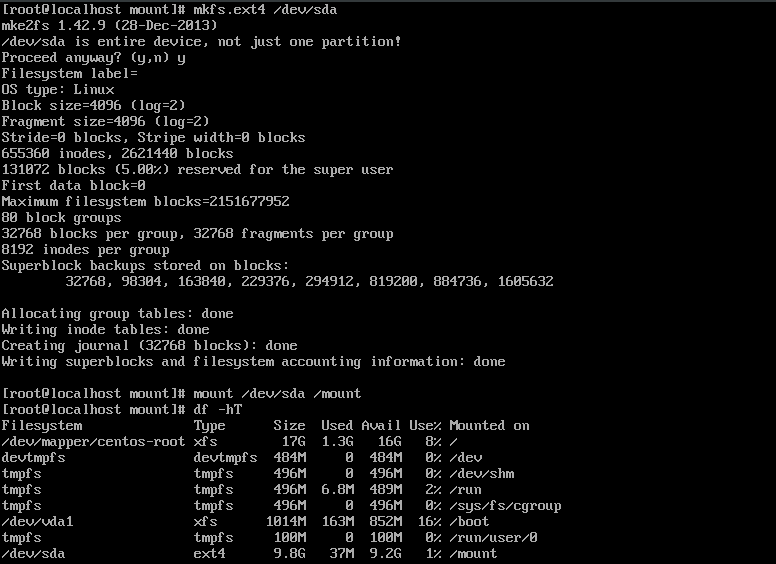 [root@localhost mount]# mkfs.ext4 /dev/sda
mke2fs 1.42.9 (28-Dec-2013)
/dev/sda is entire device, not just one partition!
Proceed anyway? (y,n) y
Filesystem label=
OS type: Linux
Block size=4096 (log=2)
Fragment size=4096 (log=2)
Stride=0 blocks, Stripe width=0 blocks
655360 inodes, 2621440 blocks
131072 blocks (5.00%) reserved for the super user
First data block=0
Maximum filesystem blocks=2151677952
80 block groups
32768 blocks per group, 32768 fragments per group
8192 inodes per group
Superblock backups stored on blocks:
        32768, 98304, 163840, 229376, 294912, 819200, 884736, 1605632

Allocating group tables: done
Writing inode tables: done
Creating journal (32768 blocks): done
Writing superblocks and filesystem accounting information: done

[root@localhost mount]# mount /dev/sda /mount
[root@localhost mount]# df -hT
Filesystem              Type      Size  Used Avail Use% Mounted on
/dev/mapper/centos-root xfs        17G  1.3G   16G   8% /
devtmpfs                devtmpfs  484M     0  484M   0% /dev
tmpfs                   tmpfs     496M     0  496M   0% /dev/shm
tmpfs                   tmpfs     496M  6.8M  489M   2% /run
tmpfs                   tmpfs     496M     0  496M   0% /sys/fs/cgroup
/dev/vda1               xfs      1014M  163M  852M  16% /boot
tmpfs                   tmpfs     100M     0  100M   0% /run/user/0
/dev/sda                ext4      9.8G   37M  9.2G   1% /mount